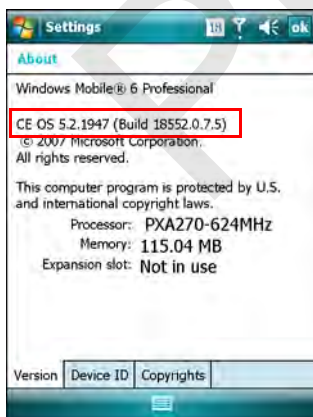 Settings 18 ok
About
Windows Mobile® 6 Professional
CE OS 5.2.1947 (Build 18552.0.7.5)
© 2007 Microsoft Corporation.
All rights reserved.
This computer program is protected by U.S.
and international copyright laws.
Processor: PXA270-624MHz
Memory: 115.04 MB
Expansion slot: Not in use
Version Device ID Copyrights